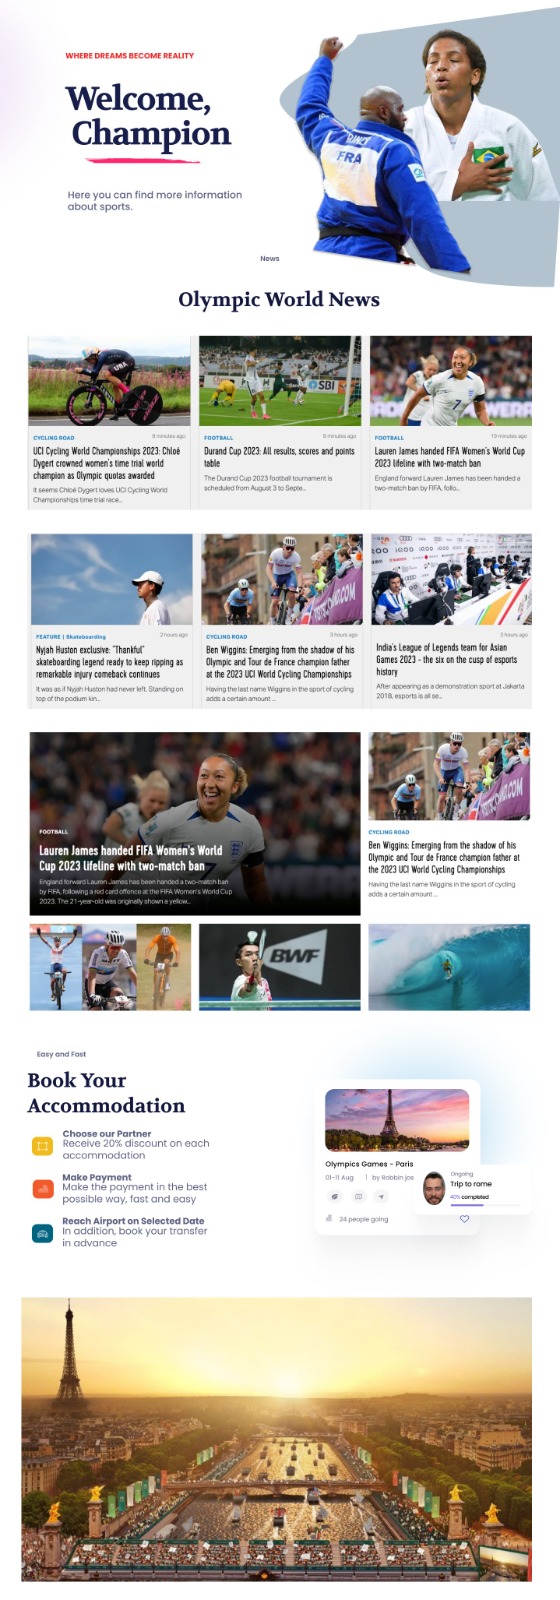 WHERE DREAMS BECOME REALITY
Welcome,
Champion
Here you can find more information
about sports.
FRA
News
Olympic World News
CYCLING ROAD
9 minutes ago
UCI Cycling World Championships 2023: Chloé
Dygert crowned women's time trial world
champion as Olympic quotas awarded
It seems Chloé Dygert loves UCI Cycling World
Championships time trial race...
SBI
FOOTBALL
Durand Cup 2023: All results, scores and points
table
The Durand Cup 2023 football tournament is
scheduled from August 3 to Septe...
7
FOOTBALL
Lauren James handed FIFA Women's World Cup
2023 lifeline with two-match ban
England forward Lauren James has been handed a
two-match ban by FIFA, follo...
FEATURE | Skateboarding
2 hours ago
Nyjah Huston exclusive: "Thankful"
skateboarding legend ready to keep ripping as
remarkable injury comeback continues
It was as if Nyjah Huston had never left. Standing on
top of the podium kin...
CYCLING ROAD
3 hours ago
Ben Wiggins: Emerging from the shadow of his
Olympic and Tour de France champion father
at the 2023 UCI World Cycling Championships
Having the last name Wiggins in the sport of cycling
adds a certain amount ...
India's League of Legends team for Asian
Games 2023 - the six on the cusp of esports
history
After appearing as a demonstration sport at Jakarta
2018, esports is all se...
FOOTBALL
Lauren James handed FIFA Women's World
Cup 2023 lifeline with two-match ban
England forward Lauren James has been handed a two-match ban
by FIFA, following a red card offence at the FIFA Women's World Cup
2023. The 21-year-old was originally shown a yellow...
CYCLING ROAD
Ben Wiggins: Emerging from the shadow of his
Olympic and Tour de France champion father at
the 2023 UCI World Cycling Championships
Having the last name Wiggins in the sport of cycling
adds a certain amount ...
BWF
Easy and Fast
Book Your
Accommodation
Choose our Partner
Receive 20% discount on each
accommodation
Make Payment
Make the payment in the best
possible way, fast and easy
Reach Airport on Selected Date
In addition, book your transfer
in advance
Olympics Games - Paris
01-11 Aug | by Robbin jos
24 people going
Ongoing
Trip to rome
40% completed